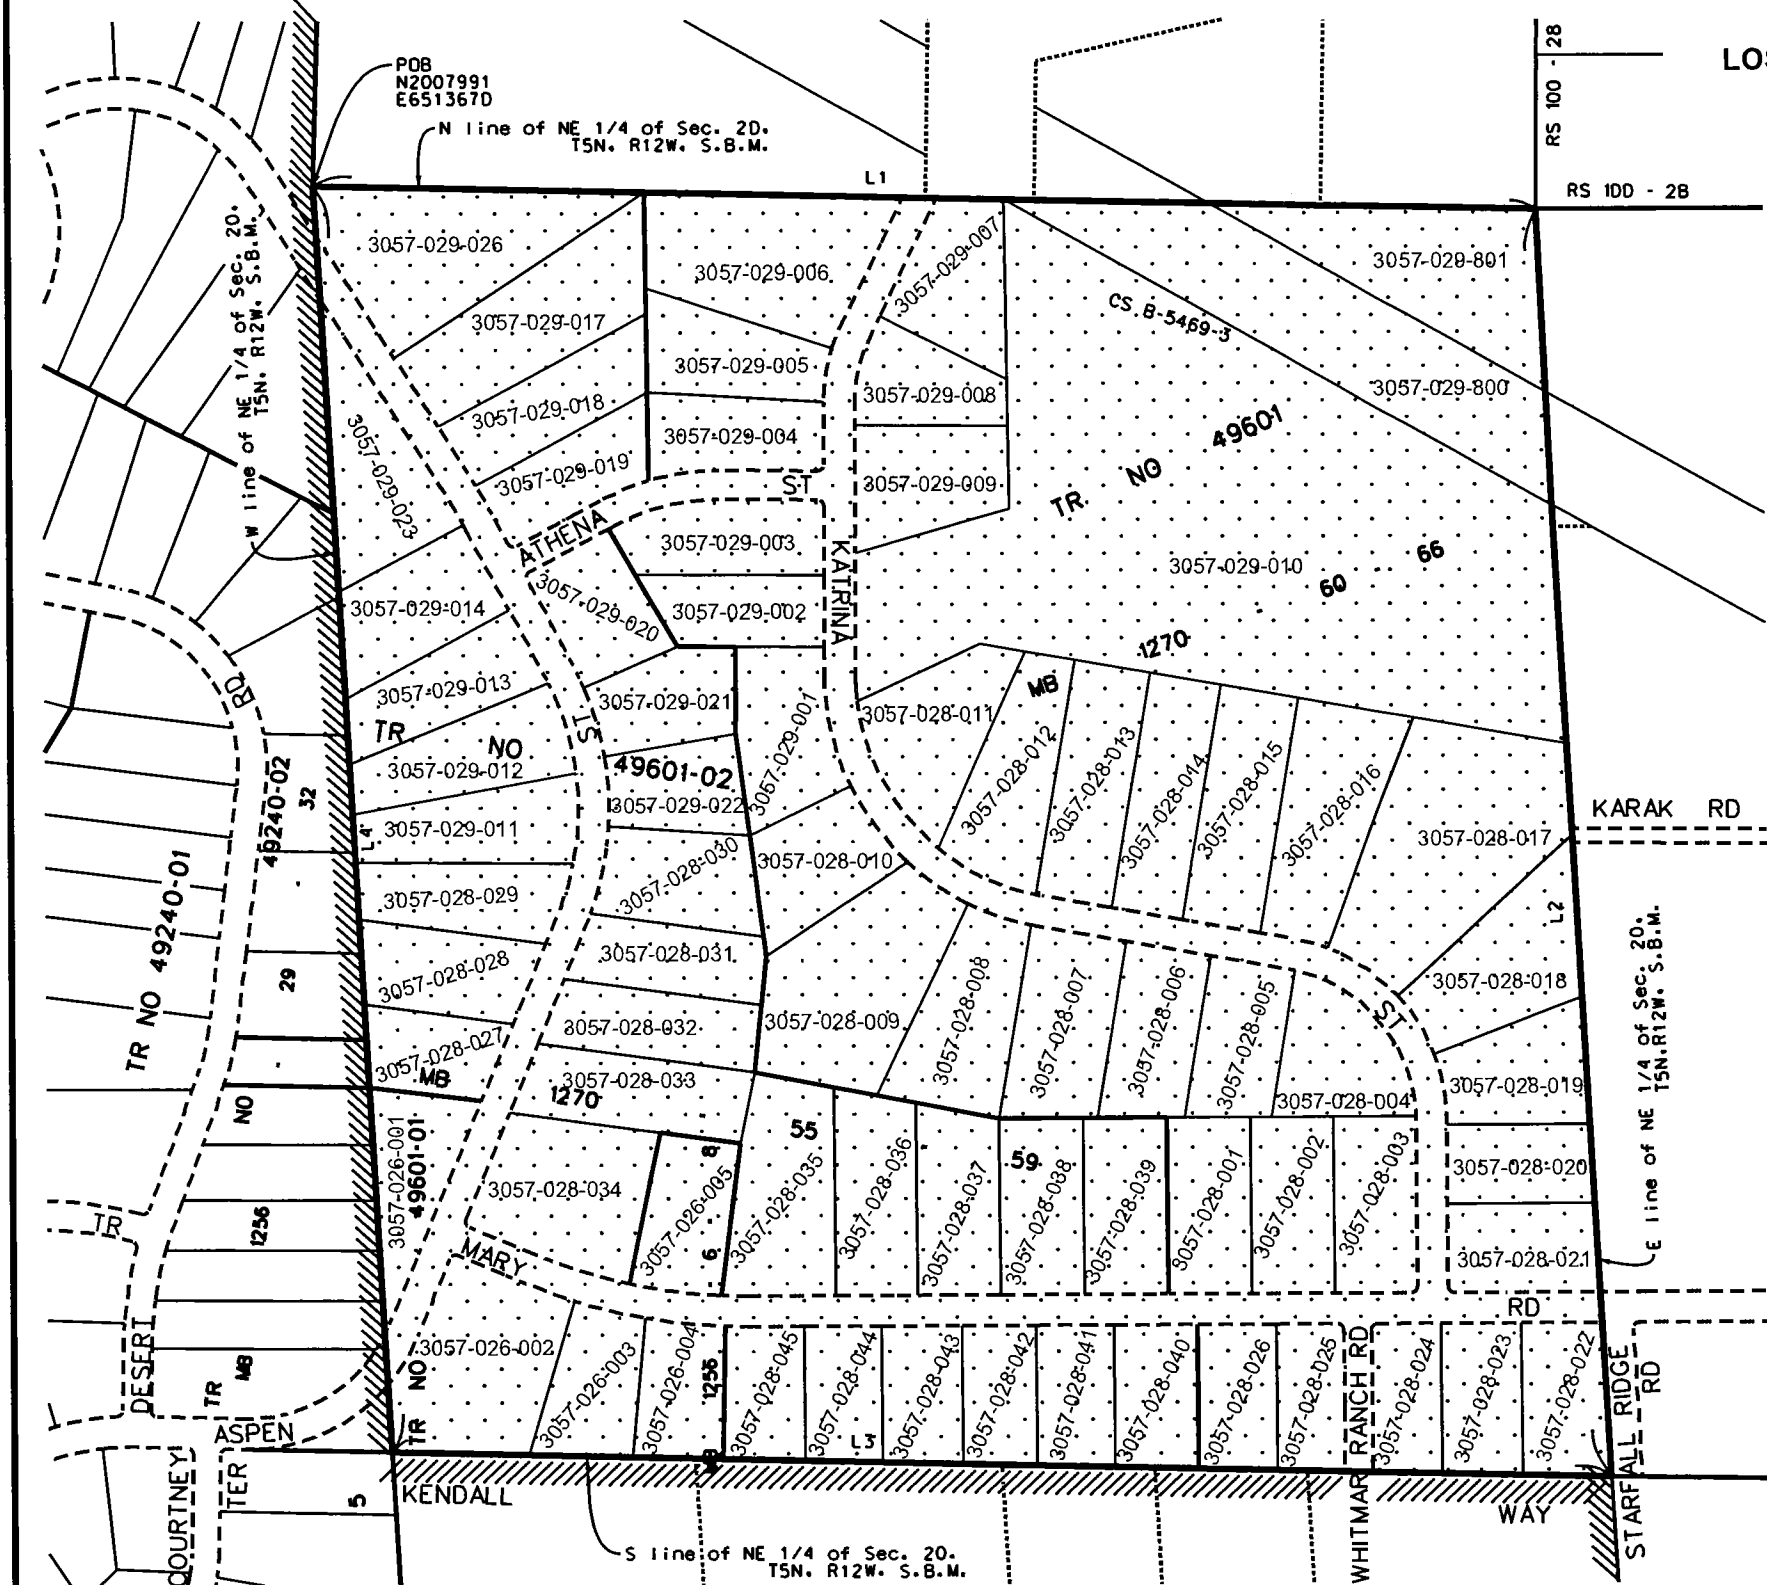 LOS
RS 100 - 28
RS 1DD - 2B
POB
N2007991
E651367D
N line of NE 1/4 of Sec. 2D.
T5N. R12W. S.B.M.
L1
W line of NE 1/4 of Sec. 20.
T5N. R12W. S.B.M.
3057-029-026
3057-029-006
3057-029-007
3057-029-801
CS.B-5469-3
3057-029-017
3057-029-005
3057-029-008
3057-029-800
3057-029-018
3057-029-004
49601
NO
TR.
3057-029-023
3057-029-019
ST
3057-029-009
ATHENA
3057-029-003
KATRINA
3057-029-010
66
60
3057-029-014
3057-029-020
3057-029-002
1270
MB
RD
3057-029-013
3057-029-021
3057-029-001
3057-028-011
ST
TR
NO
49601-02
3057-029-012
3057-029-022
3057-028-012
3057-028-013
3057-028-014
3057-028-015
3057-028-016
3057-028-017
KARAK RD
49240-02
32
L4
3057-029-011
3057-028-030
3057-028-010
3057-028-029
TR NO 49240-01
29
3057-028-028
3057-028-031
L2
E line of NE 1/4 of Sec. 20.
T5N.R12W. S.B.M.
3057-028-018
3057-028-032
3057-028-009
3057-028-008
3057-028-007
3057-028-006
3057-028-005
ST
3057-028-027
MB
3057-028-033
1270
3057-028-004
3057-028-019
NO
3057-026-001
49601-01
55
59
8
3057-028-034
3057-026-005
3057-028-035
3057-028-036
3057-028-037
3057-028-038
3057-028-039
3057-028-001
3057-028-002
3057-028-003
3057-028-020
TR
1256
MARY
6
3057-028-021
RD
DESERT
MB
TR
NO
TR
3057-026-002
3057-026-003
3057-026-004
1256
MB
3057-028-045
3057-028-044
3057-028-043
3057-028-042
3057-028-041
3057-028-040
3057-028-026
3057-028-025
WHITMAR RANCH RD
3057-028-024
3057-028-023
3057-028-022
STARFALL RIDGE
RD
L3
ASPEN
COURTNEY
TER
5
KENDALL
WAY
S line of NE 1/4 of Sec. 20.
T5N. R12W. S.B.M.